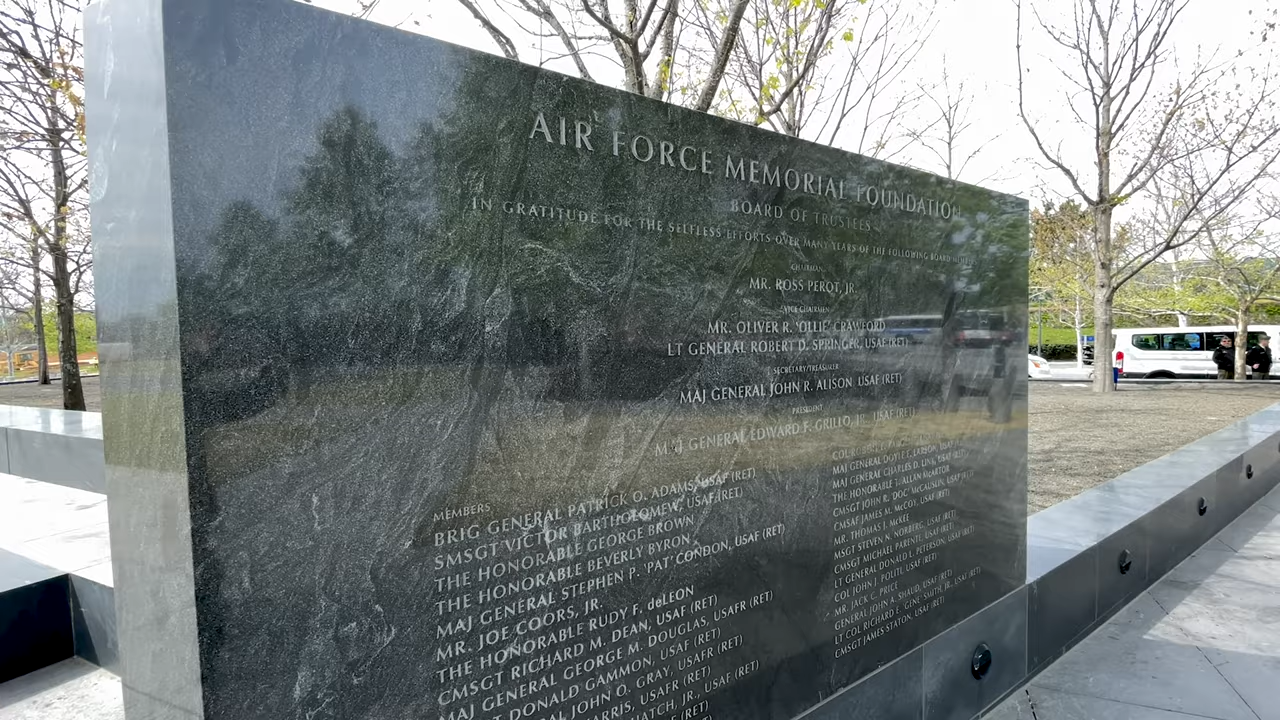 AIR FORCE MEMORIAL FOUNDATION
BOARD OF TRUSTEES
IN GRATITUDE FOR THE SELFLESS EFFORTS OVER MANY YEARS OF THE FOLLOWING BOARD
CHAIRMAN
MR. ROSS PEROT, JR.
VICE CHAIRMEN
MR. OLIVER R. 'OLLIE' CRAWFORD
LT GENERAL ROBERT D. SPRINGER, USAF (RET)
SECRETARY/TREASURER
MAJ GENERAL JOHN R. ALISON, USAF (RET)
PRESIDENT
MAJ GENERAL EDWARD F. GRILLO, JR., USAF (RET)
MEMBERS
BRIG GENERAL PATRICK O. ADAMS, USAF (RET)
SMSGT VICTOR BARTHOLOMEW, USAF (RET)
THE HONORABLE GEORGE BROWN
THE HONORABLE BEVERLY BYRON
MAJ GENERAL STEPHEN P. 'PAT' CONDON, USAF (RET)
MR. JOE COORS, JR.
THE HONORABLE RUDY F. deLEON
CMSGT RICHARD M. DEAN, USAF (RET)
MAJ GENERAL GEORGE M. DOUGLAS, USAFR (RET)
DONALD GAMMON, USAF (RET)
JOHN O. GRAY, USAFR (RET)
USAFR (RET)
HATCH, JR., USAF (RET)
(RET)
MAJ GENERAL DOYLE E. LARSON, USAF
MAJ GENERAL CHARLES D. LINK, USAF (RET)
THE HONORABLE T. ALLAN McARTOR
CMSGT JOHN R. 'DOC' McCAUSLIN, USAF (RET)
CMSAF JAMES M. McCOY, USAF (RET)
MR. THOMAS J. McKEE
MSGT STEVEN N. NORBERG, USAF (RET)
CMSGT MICHAEL PARENTE, USAF (RET)
LT GENERAL DONALD L. PETERSON, USAF (RET)
COL JOHN J. POLITI, USAF (RET)
MR. JACK C. PRICE
GENERAL JOHN A. SHAUD, USAF (RET)
LT COL RICHARD E. 'GENE' SMITH, JR., USAF (RET)
CMSGT JAMES STATON, USAF (RET)